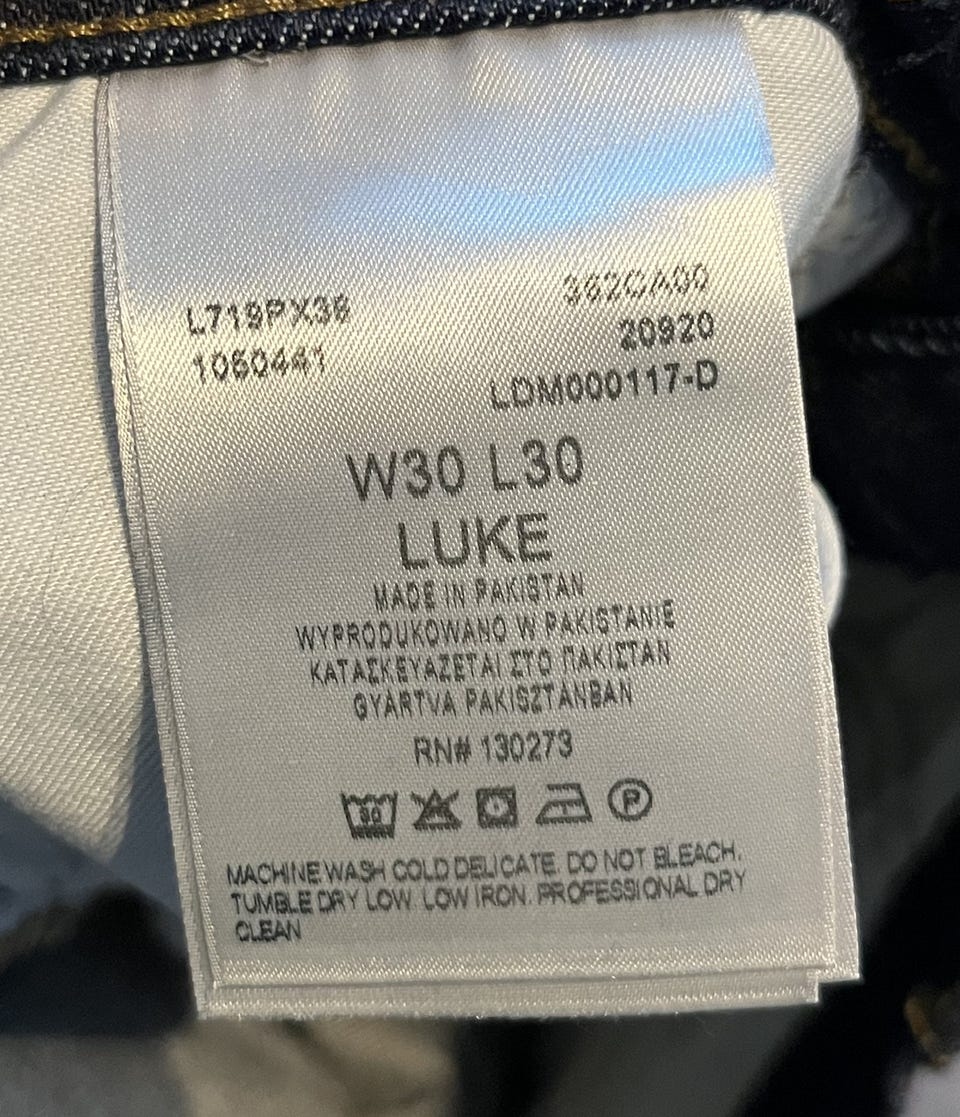 L719PX36
1060441
362CA00
20920
LDM000117-D
W30 L30
LUKE
MADE IN PAKISTAN
WYPRODUKOWANO W PAKISTANIE
ΚΑΤΑΣΚΕΥΑΖΕΤΑΙ ΣΤΟ ΠΑΚΙΣΤΑΝ
GYÁRTVA PAKISZTÁNBAN
RN# 130273
30 P
MACHINE WASH COLD DELICATE. DO NOT BLEACH.
TUMBLE DRY LOW. LOW IRON. PROFESSIONAL DRY
CLEAN